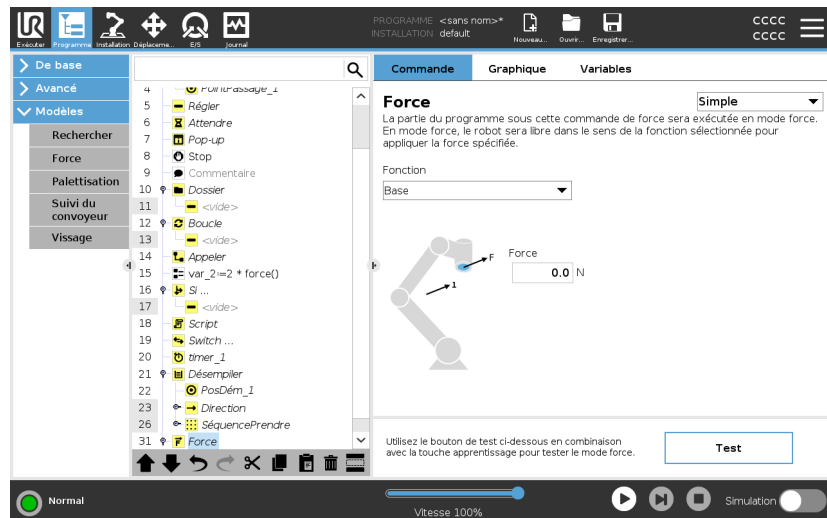 PROGRAMME <sans nom>*
INSTALLATION default
cccc
cccc
Exécuter
Programme
Installation
Déplaceme...
E/S
Journal
Nouveau...
Ouvrir...
Enregistrer...
De base
Avancé
Modèles
Rechercher
Force
Palettisation
Suivi du
convoyeur
Vissage
4 PointPassage_1
5 Régler
6 Attendre
7 Pop-up
8 Stop
9 Commentaire
10 Dossier
11 <vide>
12 Boucle
13 <vide>
14 Appeler
15 var_2≔2 * force()
16 Si ...
17 <vide>
18 Script
19 Switch ...
20 timer_1
21 Désempiler
22 PosDém_1
23 Direction
26 SéquencePrendre
31 Force
Commande
Graphique
Variables
Force
Simple
La partie du programme sous cette commande de force sera exécutée en mode force.
En mode force, le robot sera libre dans le sens de la fonction sélectionnée pour
appliquer la force spécifiée.
Fonction
Base
F
1
Force
0.0 N
Utilisez le bouton de test ci-dessous en combinaison
avec la touche apprentissage pour tester le mode force.
Test
Normal
Vitesse 100%
Simulation